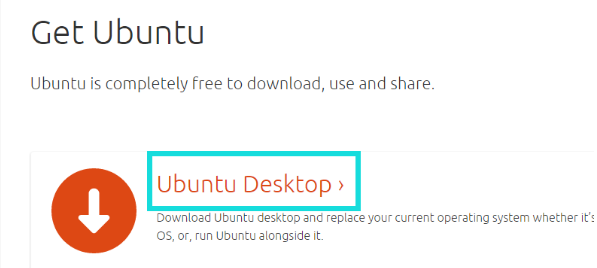 Get Ubuntu
Ubuntu is completely free to download, use and share.
Ubuntu Desktop ›
Download Ubuntu desktop and replace your current operating system whether it's
OS, or, run Ubuntu alongside it.